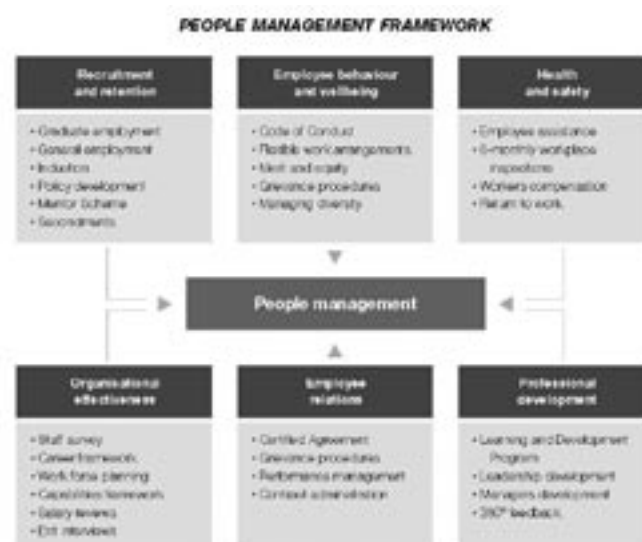 PEOPLE MANAGEMENT FRAMEWORK
Recruitment
and retention
• Graduate employment
• General employment
• Induction
• Policy development
• Mentor Scheme
• Secondments
Employee behaviour
and wellbeing
• Code of Conduct
• Flexible work arrangements
• Merit and equity
• Grievance procedures
• Managing diversity
Health
and safety
• Employee assistance
• 6-monthly workplace
inspections
• Workers compensation
• Return to work
People management
Organisational
effectiveness
• Staff survey
• Career framework
• Work force planning
• Capabilities framework
• Salary reviews
• Exit interviews
Employee
relations
• Certified Agreement
• Grievance procedures
• Performance management
• Contract administration
Professional
development
• Learning and Development
Program
• Leadership development
• Managers development
• 360º feedback